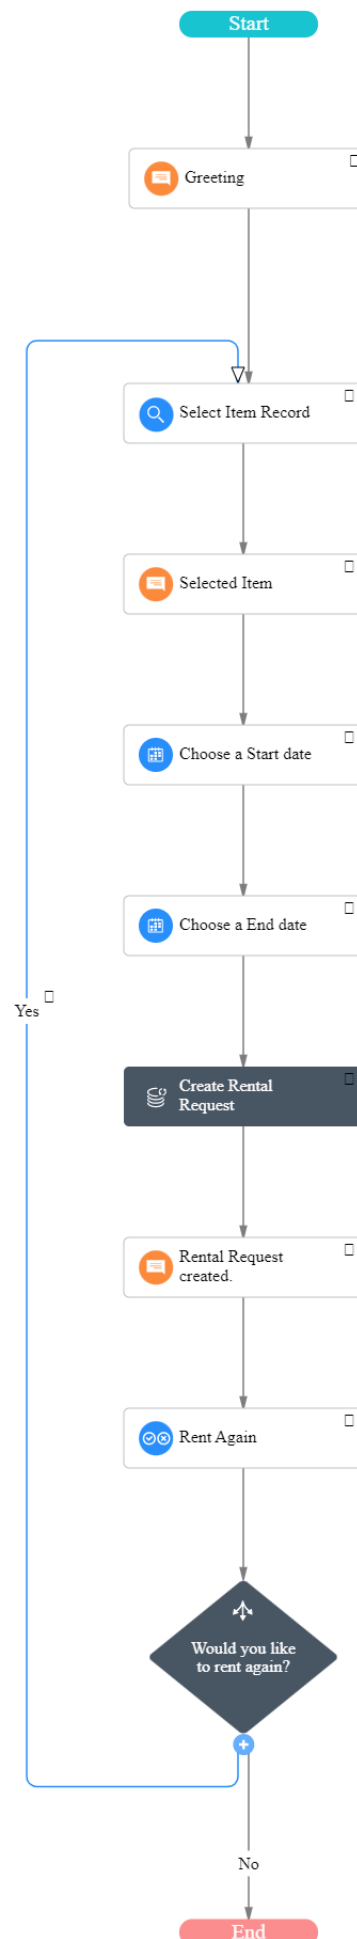 Start
Greeting
Select Item Record
Selected Item
Choose a Start date
Choose a End date
Yes
Create Rental
Request
Rental Request
created.
Rent Again
Would you like
to rent again?
No
End